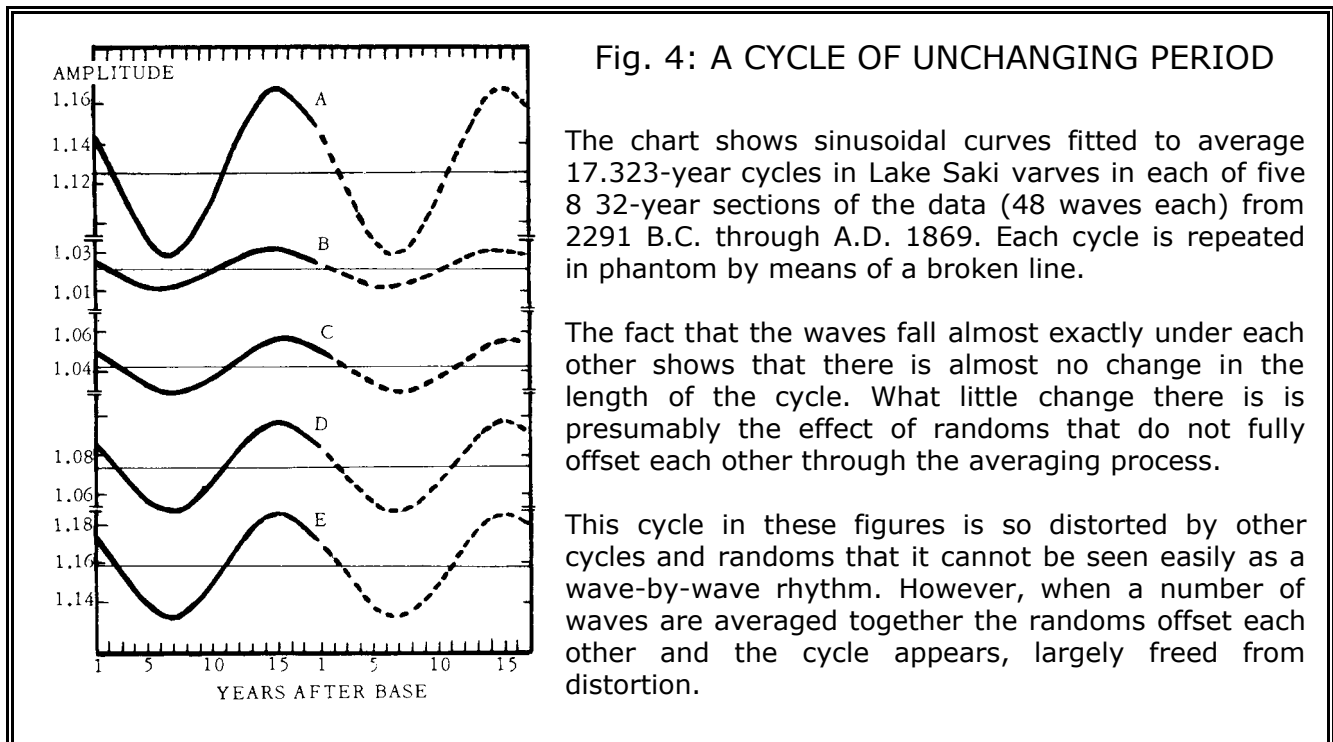 AMPLITUDE
1.16
1.14
1.12
A
1.03
1.01
B
1.06
1.04
C
1.08
1.06
D
1.18
1.16
1.14
E
1 5 10 15 1 5 10 15
YEARS AFTER BASE
Fig. 4: A CYCLE OF UNCHANGING PERIOD
The chart shows sinusoidal curves fitted to average
17.323-year cycles in Lake Saki varves in each of five
8 32-year sections of the data (48 waves each) from
2291 B.C. through A.D. 1869. Each cycle is repeated
in phantom by means of a broken line.
The fact that the waves fall almost exactly under each
other shows that there is almost no change in the
length of the cycle. What little change there is is
presumably the effect of randoms that do not fully
offset each other through the averaging process.
This cycle in these figures is so distorted by other
cycles and randoms that it cannot be seen easily as a
wave-by-wave rhythm. However, when a number of
waves are averaged together the randoms offset each
other and the cycle appears, largely freed from
distortion.